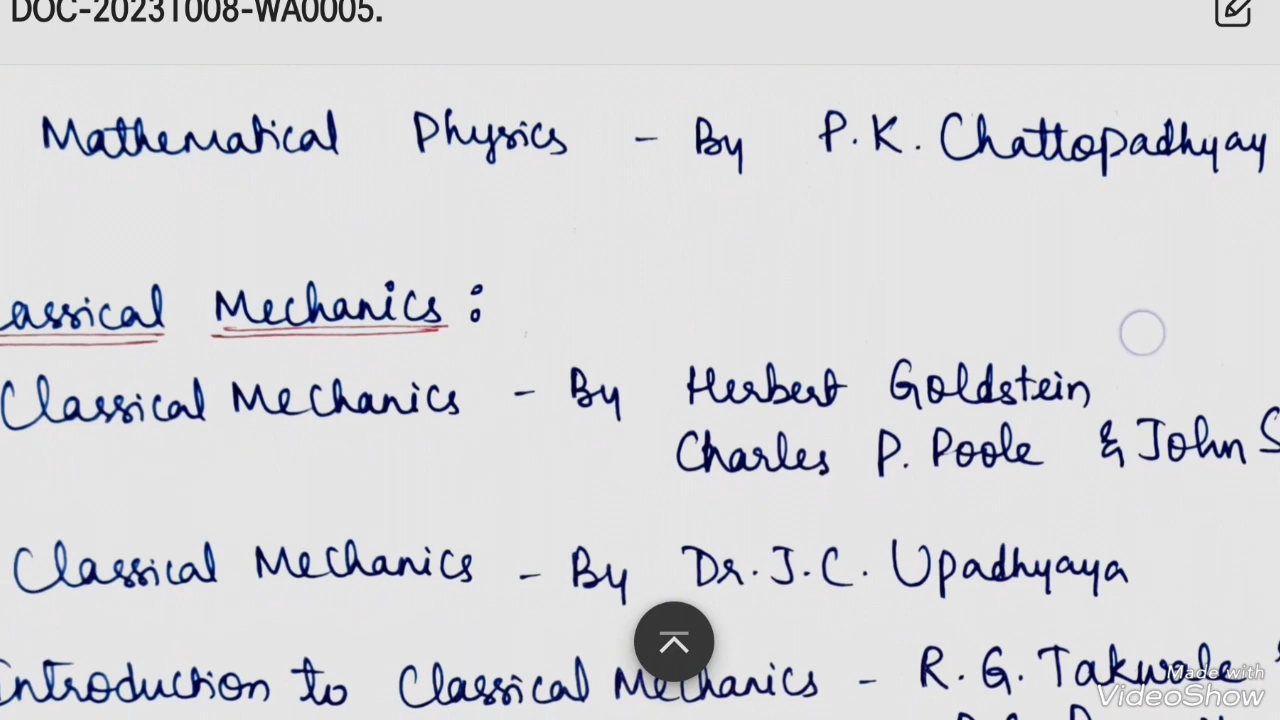 DOC-20231008-WA0005.
Mathematical Physics - By P.K. Chattopadhyay
assical Mechanics :
Classical Mechanics - By Herbert Goldstein
Charles P. Poole & John S
Classical Mechanics - By Dr. J.C. Upadhyaya
Introduction to Classical Mechanics - R.G. Takwale
Made with
VideoShow